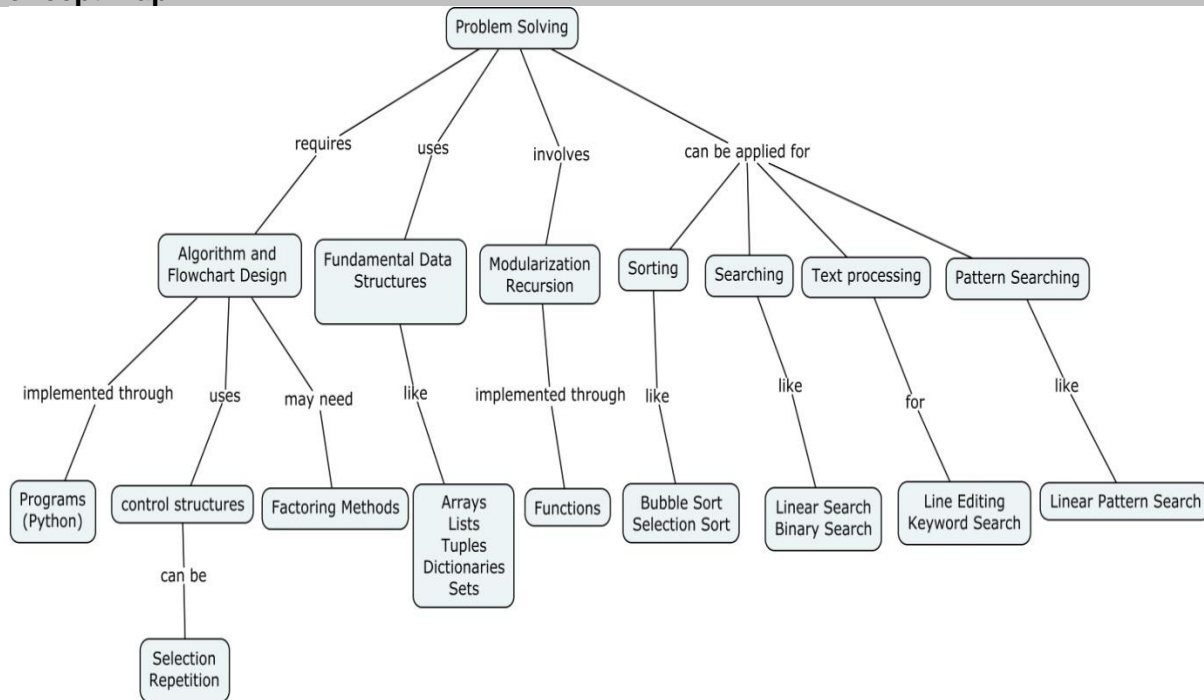 Problem Solving
requires
uses
involves
can be applied for
Algorithm and
Flowchart Design
Fundamental Data
Structures
Modularization
Recursion
Sorting
Searching
Text processing
Pattern Searching
implemented through
uses
may need
like
implemented through
like
like
for
like
Programs
(Python)
control structures
Factoring Methods
Arrays
Lists
Tuples
Dictionaries
Sets
Functions
Bubble Sort
Selection Sort
Linear Search
Binary Search
Line Editing
Keyword Search
Linear Pattern Search
can be
Selection
Repetition